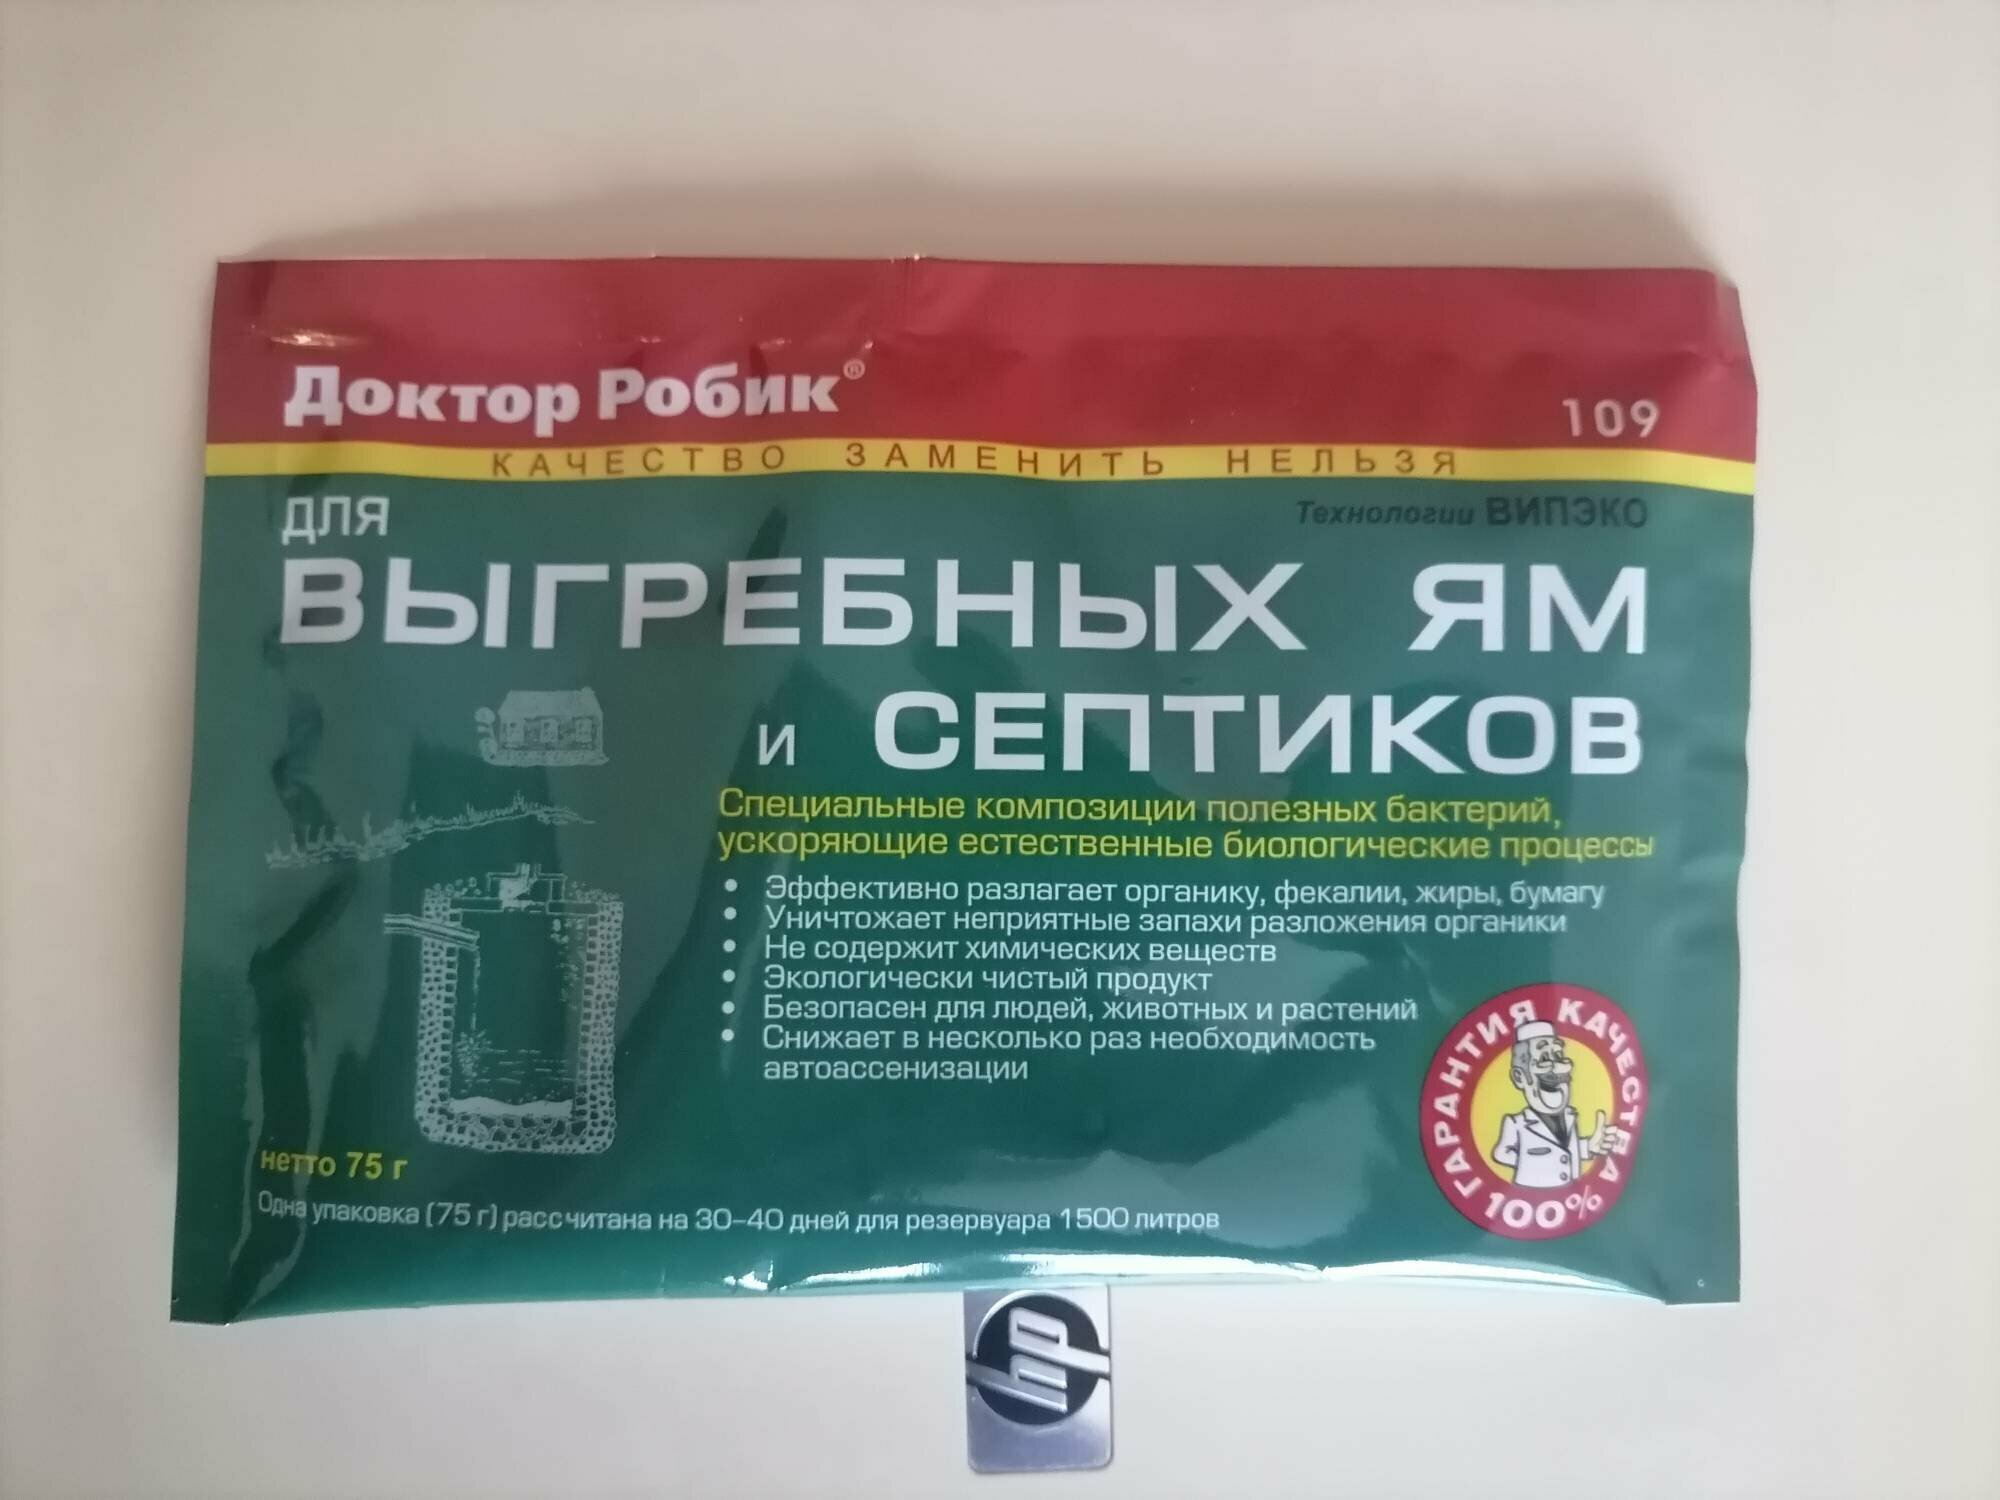 Доктор Робик®
109
КАЧЕСТВО ЗАМЕНИТЬ НЕЛЬЗЯ
Технологии ВИПЭКО
для
ВЫГРЕБНЫХ ЯМ
и СЕПТИКОВ
Специальные композиции полезных бактерий,
ускоряющие естественные биологические процессы
• Эффективно разлагает органику, фекалии, жиры, бумагу
• Уничтожает неприятные запахи разложения органики
• Не содержит химических веществ
• Экологически чистый продукт
• Безопасен для людей, животных и растений
• Снижает в несколько раз необходимость
автоассенизации
ГАРАНТИЯ КАЧЕСТВА
100%
нетто 75 г
Одна упаковка (75 г) рассчитана на 30-40 дней для резервуара 1500 литров
hp